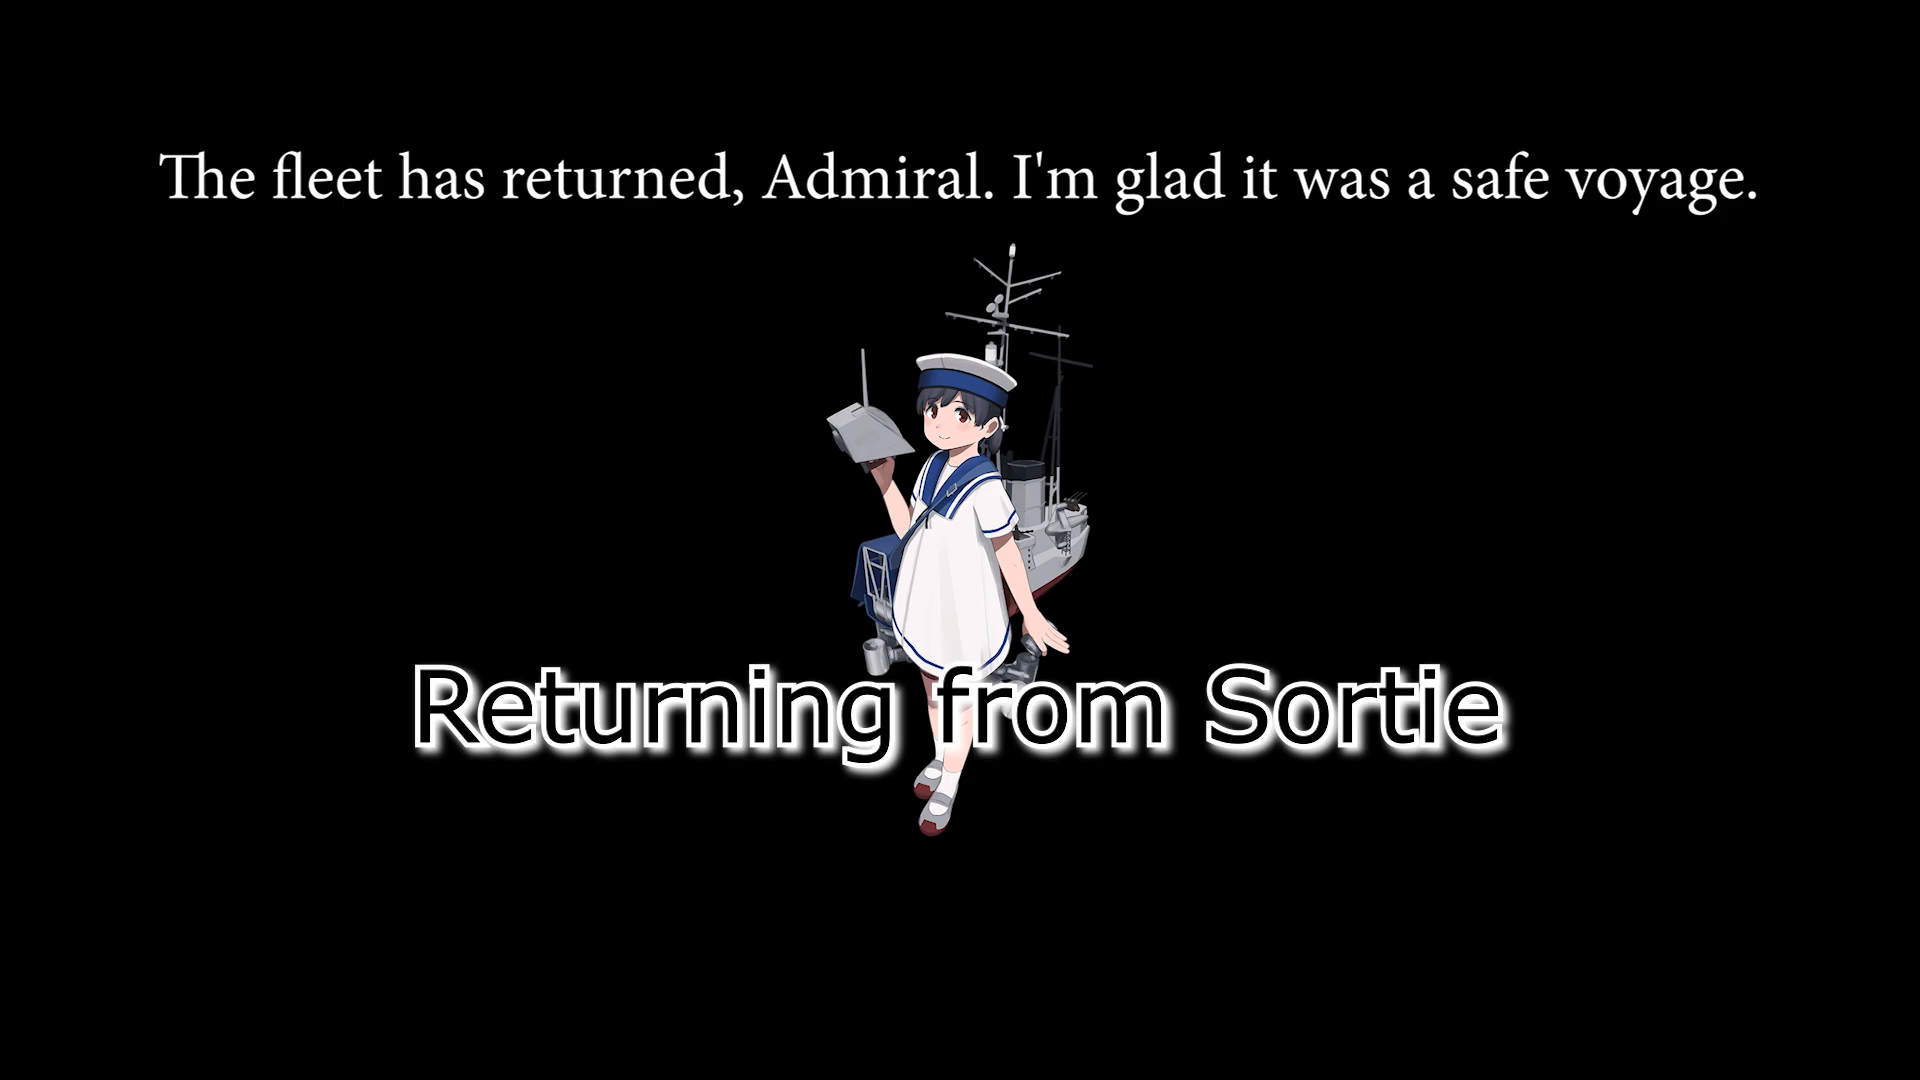 The fleet has returned, Admiral. I'm glad it was a safe voyage.
Returning from Sortie